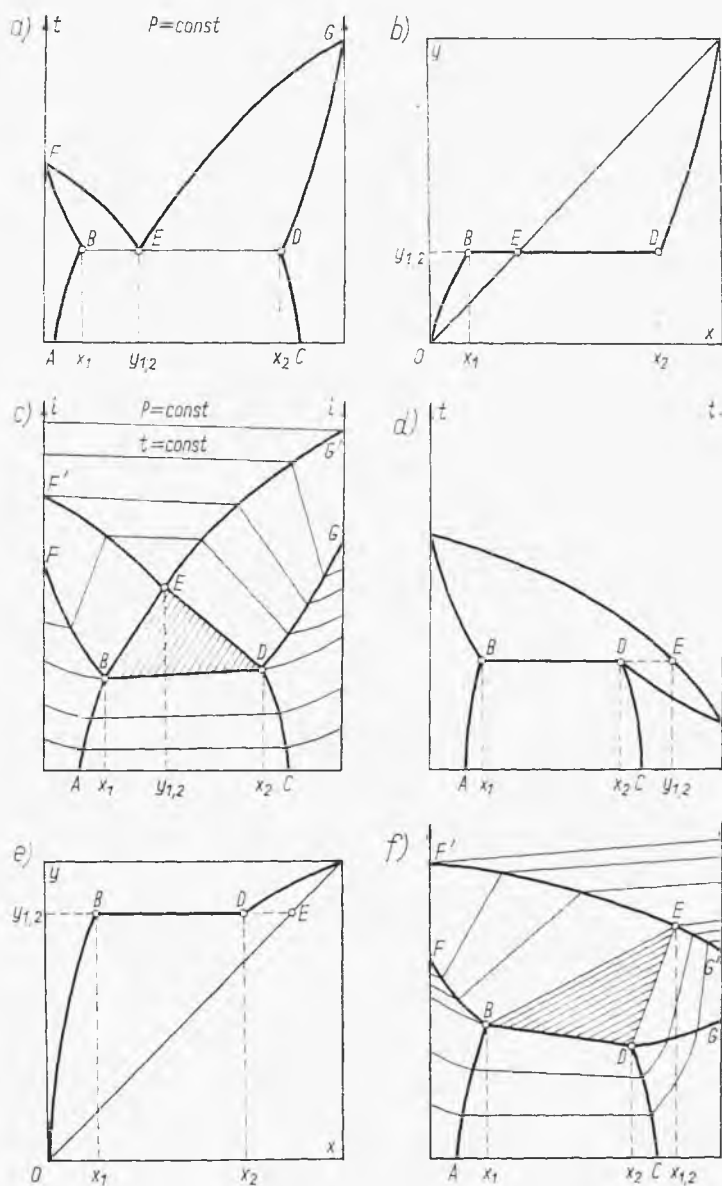 a) t P=const G
F
B E D
A x₁ y₁,₂ x₂ C
b) y
B E D
y₁,₂
0 x₁ x₂ x
c) i P=const i
t=const
F' G'
F E G
B D
A x₁ y₁,₂ x₂ C
d) t t
B D E
A x₁ x₂ C y₁,₂
e) y
y₁,₂ B D E
0 x₁ x₂ x
f) F'
E
F G'
B G
D
A x₁ x₂ C x₁,₂